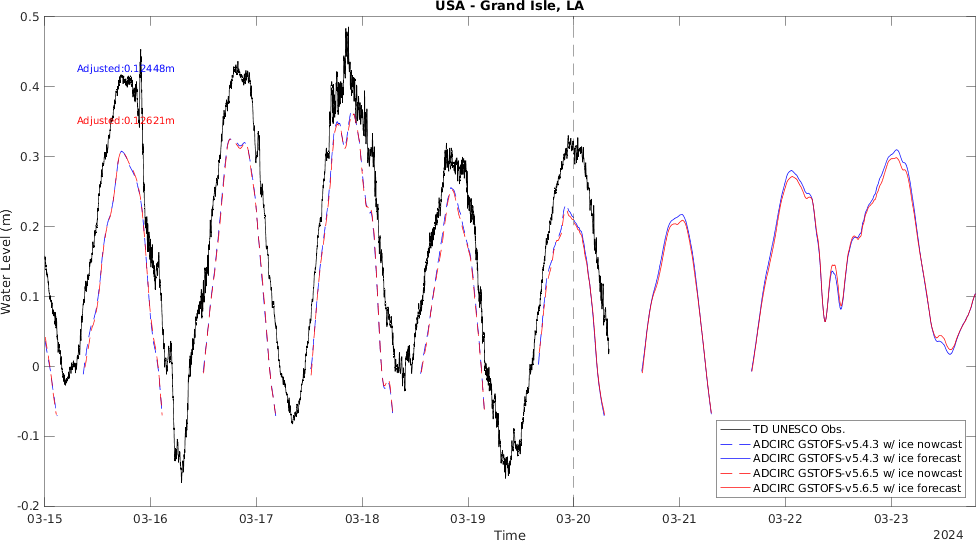 USA - Grand Isle, LA
0.5
0.4
0.3
0.2
0.1
0
-0.1
-0.2
Water Level (m)
Adjusted:0.12448m
Adjusted:0.12621m
TD UNESCO Obs.
ADCIRC GSTOFS-v5.4.3 w/ ice nowcast
ADCIRC GSTOFS-v5.4.3 w/ ice forecast
ADCIRC GSTOFS-v5.6.5 w/ ice nowcast
ADCIRC GSTOFS-v5.6.5 w/ ice forecast
03-15 03-16 03-17 03-18 03-19 03-20 03-21 03-22 03-23
Time
2024